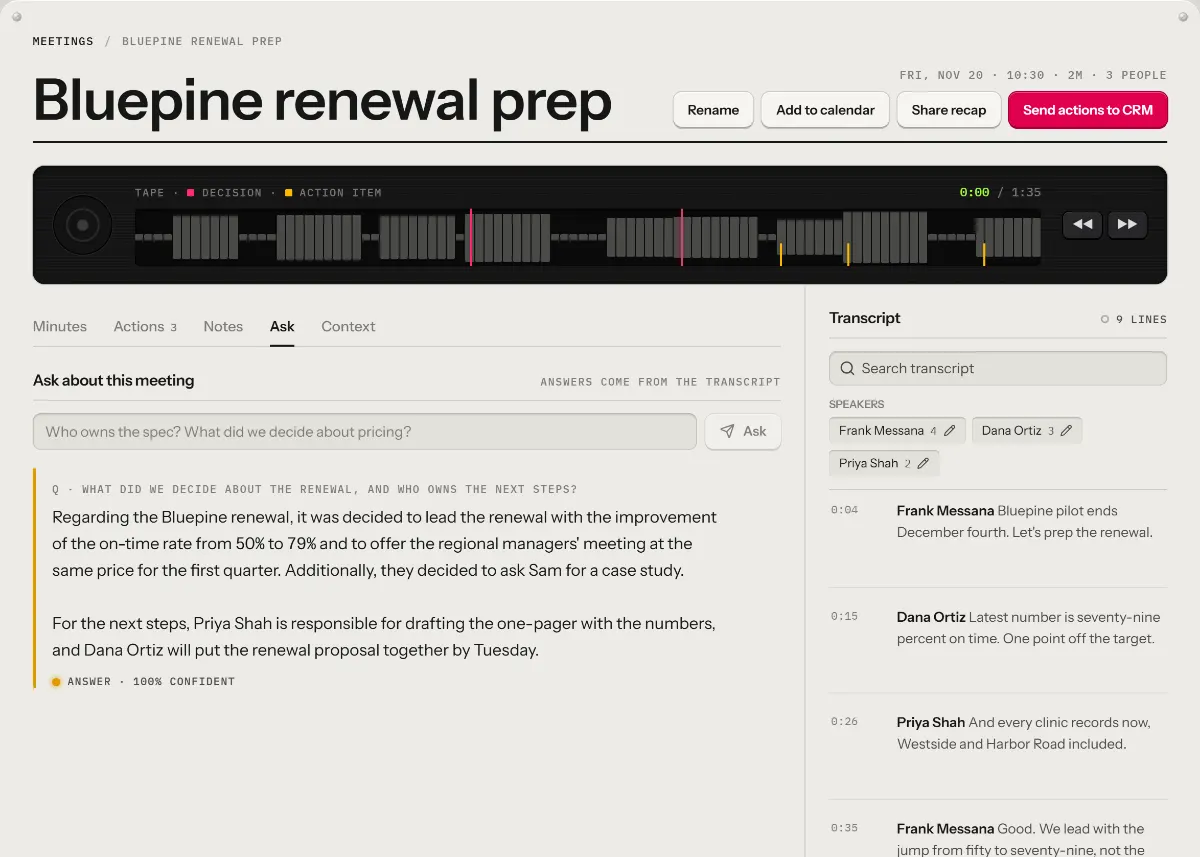 MEETINGS / BLUEPINE RENEWAL PREP
Bluepine renewal prep
FRI, NOV 20 · 10:30 · 2M · 3 PEOPLE
Rename
Add to calendar
Share recap
Send actions to CRM
TAPE · DECISION · ACTION ITEM
0:00 / 1:35
Minutes
Actions 3
Notes
Ask
Context
Ask about this meeting
ANSWERS COME FROM THE TRANSCRIPT
Who owns the spec? What did we decide about pricing?
Ask
Q · WHAT DID WE DECIDE ABOUT THE RENEWAL, AND WHO OWNS THE NEXT STEPS?
Regarding the Bluepine renewal, it was decided to lead the renewal with the improvement
of the on-time rate from 50% to 79% and to offer the regional managers' meeting at the
same price for the first quarter. Additionally, they decided to ask Sam for a case study.
For the next steps, Priya Shah is responsible for drafting the one-pager with the numbers,
and Dana Ortiz will put the renewal proposal together by Tuesday.
ANSWER · 100% CONFIDENT
Transcript
9 LINES
Search transcript
SPEAKERS
Frank Messana 4
Dana Ortiz 3
Priya Shah 2
0:04
Frank Messana Bluepine pilot ends
December fourth. Let's prep the renewal.
0:15
Dana Ortiz Latest number is seventy-nine
percent on time. One point off the target.
0:26
Priya Shah And every clinic records now,
Westside and Harbor Road included.
0:35
Frank Messana Good. We lead with the
jump from fifty to seventy-nine, not the